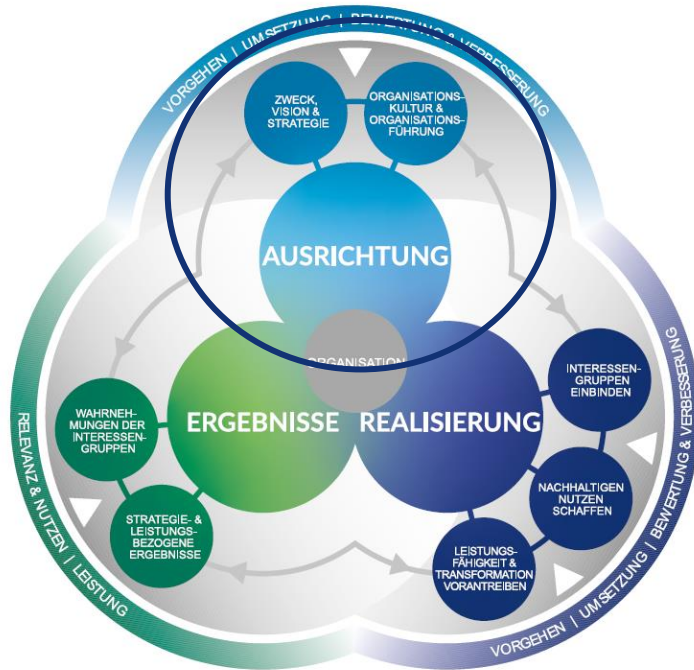 VORGEHEN | UMSETZUNG | BEWERTUNG & VERBESSERUNG
ZWECK,
VISION &
STRATEGIE
ORGANISATIONS-
KULTUR &
ORGANISATIONS-
FÜHRUNG
AUSRICHTUNG
ORGANISATION
ERGEBNISSE
REALISIERUNG
INTERESSEN-
GRUPPEN
EINBINDEN
NACHHALTIGEN
NUTZEN
SCHAFFEN
LEISTUNGS-
FÄHIGKEIT &
TRANSFORMATION
VORANTREIBEN
VORGEHEN | UMSETZUNG | BEWERTUNG & VERBESSERUNG
WAHRNEH-
MUNGEN DER
INTERESSEN-
GRUPPEN
STRATEGIE- &
LEISTUNGS-
BEZOGENE
ERGEBNISSE
RELEVANZ & NUTZEN | LEISTUNG